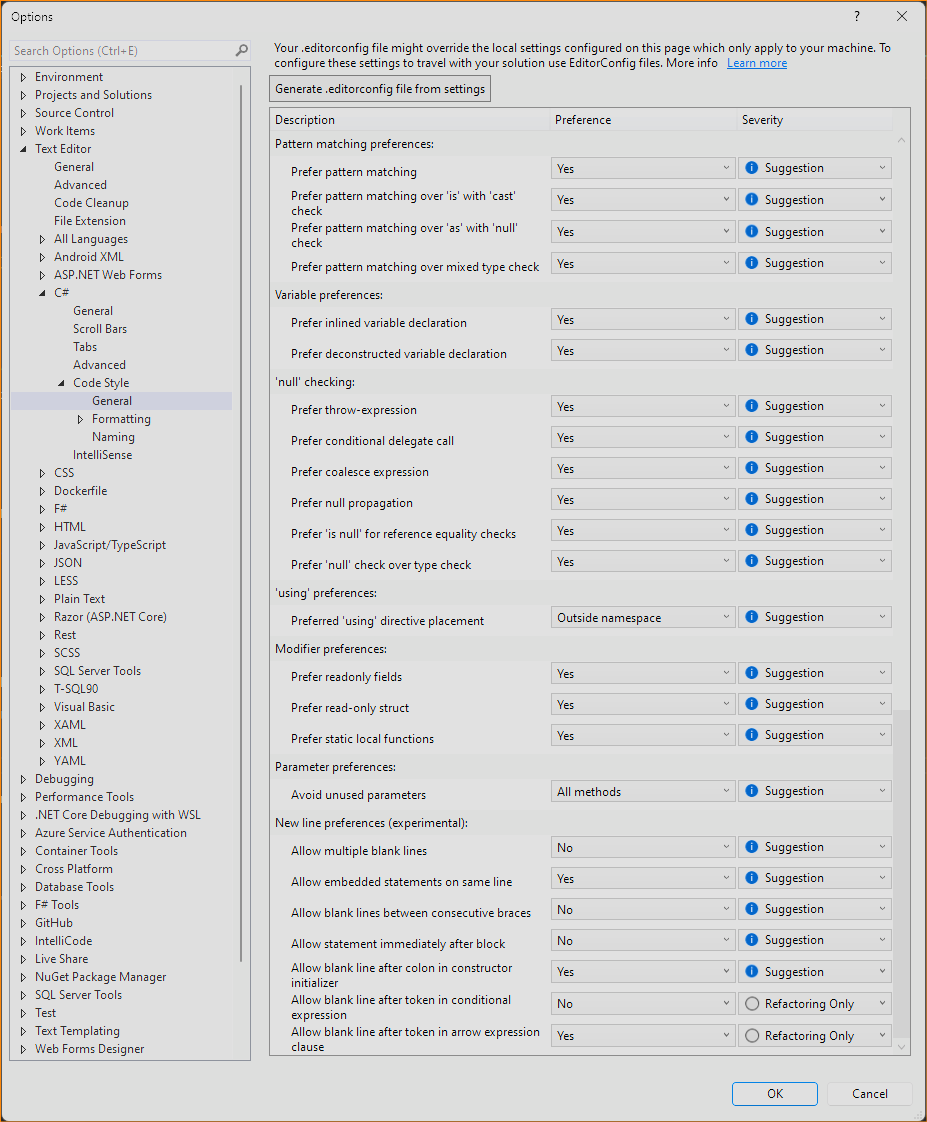 Options
?
Search Options (Ctrl+E)
Environment
Projects and Solutions
Source Control
Work Items
Text Editor
General
Advanced
Code Cleanup
File Extension
All Languages
Android XML
ASP.NET Web Forms
C#
General
Scroll Bars
Tabs
Advanced
Code Style
General
Formatting
Naming
IntelliSense
CSS
Dockerfile
F#
HTML
JavaScript/TypeScript
JSON
LESS
Plain Text
Razor (ASP.NET Core)
Rest
SCSS
SQL Server Tools
T-SQL90
Visual Basic
XAML
XML
YAML
Debugging
Performance Tools
.NET Core Debugging with WSL
Azure Service Authentication
Container Tools
Cross Platform
Database Tools
F# Tools
GitHub
IntelliCode
Live Share
NuGet Package Manager
SQL Server Tools
Test
Text Templating
Web Forms Designer
Your .editorconfig file might override the local settings configured on this page which only apply to your machine. To
configure these settings to travel with your solution use EditorConfig files. More info Learn more
Generate .editorconfig file from settings
Description Preference Severity
Pattern matching preferences:
Prefer pattern matching Yes Suggestion
Prefer pattern matching over 'is' with 'cast'
check Yes Suggestion
Prefer pattern matching over 'as' with 'null'
check Yes Suggestion
Prefer pattern matching over mixed type check Yes Suggestion
Variable preferences:
Prefer inlined variable declaration Yes Suggestion
Prefer deconstructed variable declaration Yes Suggestion
'null' checking:
Prefer throw-expression Yes Suggestion
Prefer conditional delegate call Yes Suggestion
Prefer coalesce expression Yes Suggestion
Prefer null propagation Yes Suggestion
Prefer 'is null' for reference equality checks Yes Suggestion
Prefer 'null' check over type check Yes Suggestion
'using' preferences:
Preferred 'using' directive placement Outside namespace Suggestion
Modifier preferences:
Prefer readonly fields Yes Suggestion
Prefer read-only struct Yes Suggestion
Prefer static local functions Yes Suggestion
Parameter preferences:
Avoid unused parameters All methods Suggestion
New line preferences (experimental):
Allow multiple blank lines No Suggestion
Allow embedded statements on same line Yes Suggestion
Allow blank lines between consecutive braces No Suggestion
Allow statement immediately after block No Suggestion
Allow blank line after colon in constructor
initializer Yes Suggestion
Allow blank line after token in conditional
expression No Refactoring Only
Allow blank line after token in arrow expression
clause Yes Refactoring Only
OK Cancel